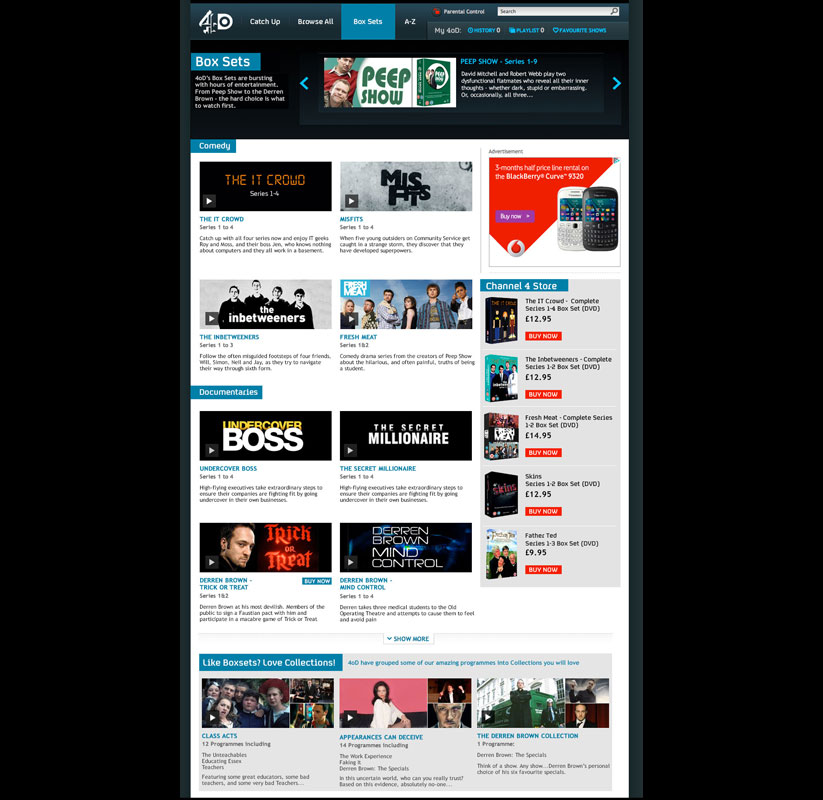 4oD
Catch Up
Browse All
Box Sets
A-Z
Parental Control
Search
My 4oD:
HISTORY 0
PLAYLIST 0
FAVOURITE SHOWS
Box Sets
4oD's Box Sets are bursting
with hours of entertainment.
From Peep Show to the Derren
Brown - the hard choice is what
to watch first.
PEEP
SHOW
PEEP SHOW - Series 1-9
David Mitchell and Robert Webb play two
dysfunctional flatmates who reveal all their inner
thoughts - whether dark, stupid or embarrassing.
Or, occasionally, all three...
Comedy
THE IT CROWD
Series 1-4
THE IT CROWD
Series 1 to 4
Catch up with all four series now and enjoy IT geeks
Roy and Moss, and their boss Jen, who knows nothing
about computers and they all work in a basement.
MIS
FITS
MISFITS
Series 1 to 4
When five young outsiders on Community Service get
caught in a strange storm, they discover that they
have developed superpowers.
Advertisement
3-months half price line rental on
the BlackBerry® Curve™ 9320
Buy now >
the
inbetweeners
THE INBETWEENERS
Series 1 to 3
Follow the often misguided footsteps of four friends,
Will, Simon, Neil and Jay, as they try to navigate
their way through sixth form.
FRESH
MEAT
FRESH MEAT
Series 1&2
Comedy drama series from the creators of Peep Show
about the hilarious, and often painful, truths of being
a student.
Channel 4 Store
The IT Crowd - Complete
Series 1-4 Box Set (DVD)
£12.95
BUY NOW
The Inbetweeners - Complete
Series 1-2 Box Set (DVD)
£12.95
BUY NOW
Fresh Meat - Complete Series
1-2 Box Set (DVD)
£14.95
BUY NOW
Skins
Series 1-2 Box Set (DVD)
£12.95
BUY NOW
Father Ted
Series 1-3 Box Set (DVD)
£9.95
BUY NOW
Documentaries
UNDERCOVER
BOSS
UNDERCOVER BOSS
Series 1 to 4
High-flying executives take extraordinary steps to
ensure their companies are fighting fit by going
undercover in their own businesses.
THE SECRET
MILLIONAIRE
THE SECRET MILLIONAIRE
Series 1 to 4
High-flying executives take extraordinary steps to
ensure their companies are fighting fit by going
undercover in their own businesses.
TRICK
OR
TREAT
DERREN BROWN -
TRICK OR TREAT
BUY NOW
Series 1&2
Derren Brown at his most devilish. Members of the
public to sign a Faustian pact with him and
participate in a macabre game of Trick or Treat
DERREN
BROWN
MIND
CONTROL
DERREN BROWN -
MIND CONTROL
Series 1 to 4
Derren takes three medical students to the Old
Operating Theatre and attempts to cause them to feel
and avoid pain
SHOW MORE
Like Boxsets? Love Collections!
4oD have grouped some of our amazing programmes into Collections you will love
CLASS ACTS
12 Programmes Including
The Unteachables
Educating Essex
Teachers
Featuring some great educators, some bad
teachers, and some very bad Teachers...
APPEARANCES CAN DECEIVE
14 Programmes Including
The Work Experience
Faking It
Derren Brown: The Specials
In this uncertain world, who can you really trust?
Based on this evidence, absolutely no-one...
THE DERREN BROWN COLLECTION
1 Programme:
Derren Brown: The Specials
Think of a show. Any show...Derren Brown's personal
choice of his six favourite specials.